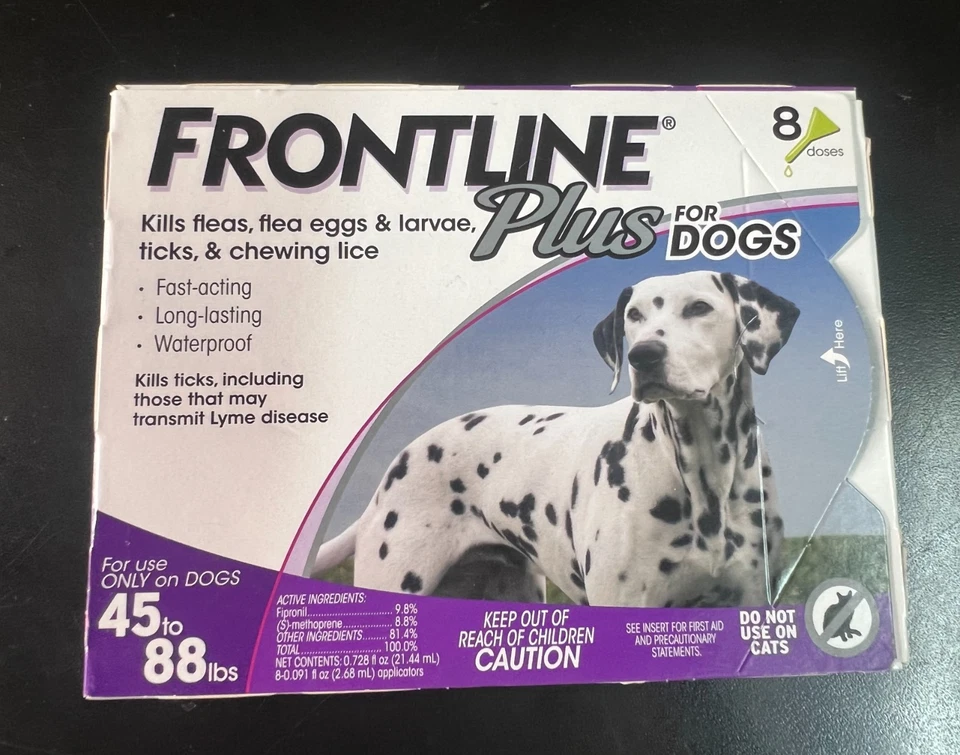 FRONTLINE®
Plus FOR DOGS
8 doses
Kills fleas, flea eggs & larvae,
ticks, & chewing lice
• Fast-acting
• Long-lasting
• Waterproof
Kills ticks, including
those that may
transmit Lyme disease
Lift Here
For use
ONLY on DOGS
45 to
88 lbs
ACTIVE INGREDIENTS:
Fipronil.............................. 9.8%
(S)-methoprene.................... 8.8%
OTHER INGREDIENTS........ 81.4%
TOTAL.............................. 100.0%
NET CONTENTS: 0.728 fl oz (21.44 mL)
8-0.091 fl oz (2.68 mL) applicators
KEEP OUT OF
REACH OF CHILDREN
CAUTION
SEE INSERT FOR FIRST AID
AND PRECAUTIONARY
STATEMENTS.
DO NOT
USE ON
CATS